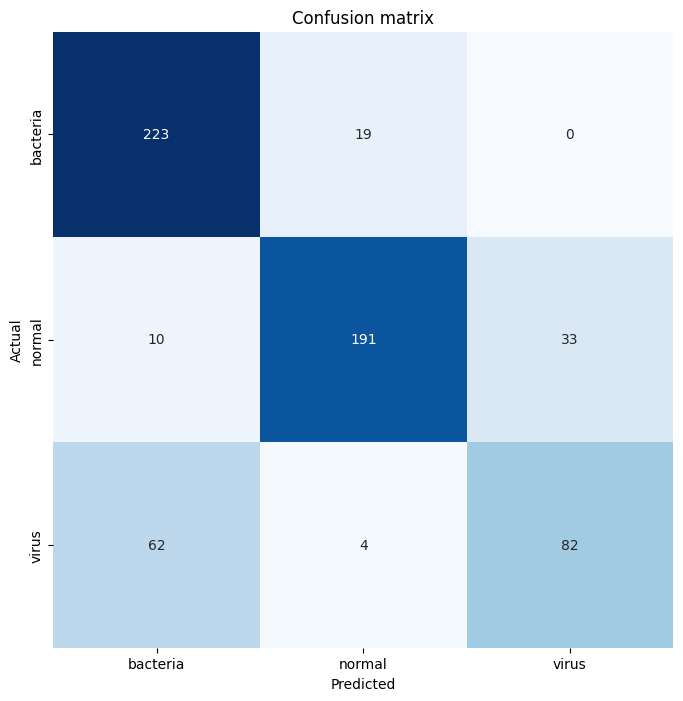 Confusion matrix
bacteria
223 19 0
Actual
normal
10 191 33
virus
62 4 82
bacteria normal virus
Predicted